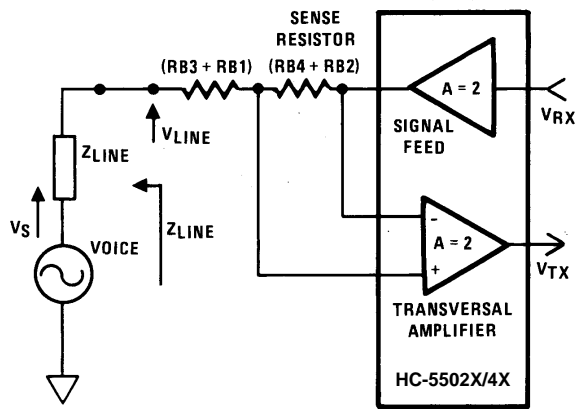 SENSE
RESISTOR
(RB3 + RB1)
(RB4 + RB2)
A = 2
VRX
SIGNAL
FEED
VLINE
ZLINE
VS
ZLINE
VOICE
-
A = 2
+
VTX
TRANSVERSAL
AMPLIFIER
HC-5502X/4X